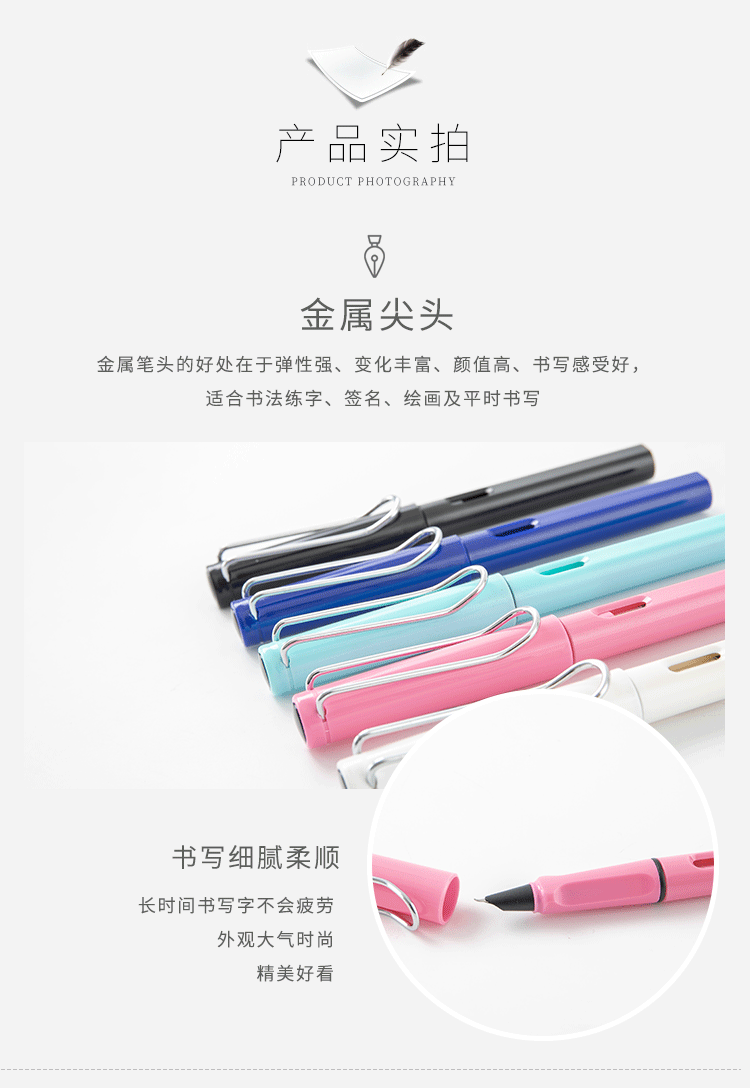 产品实拍
PRODUCT PHOTOGRAPHY
金属尖头
金属笔头的好处在于弹性强、变化丰富、颜值高、书写感受好，
适合书法练字、签名、绘画及平时书写
书写细腻柔顺
长时间书写字不会疲劳
外观大气时尚
精美好看